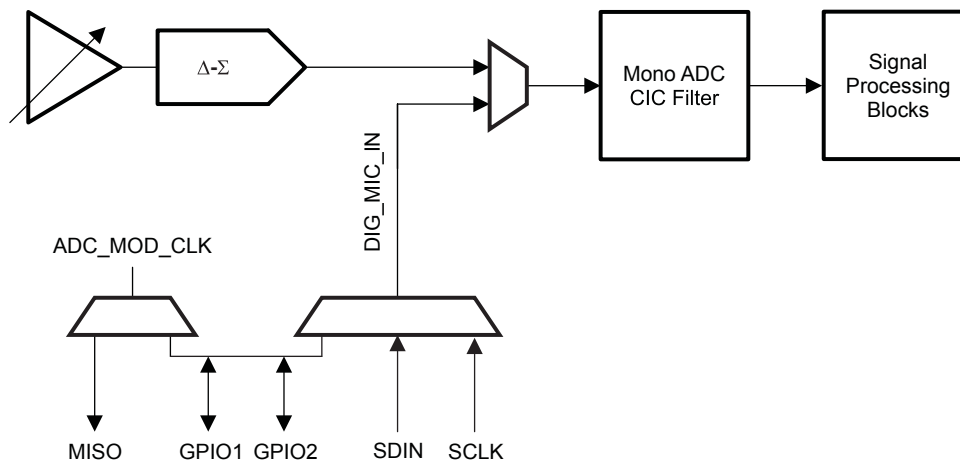 Δ-Σ
Mono ADC
CIC Filter
Signal
Processing
Blocks
DIG_MIC_IN
ADC_MOD_CLK
MISO
GPIO1
GPIO2
SDIN
SCLK